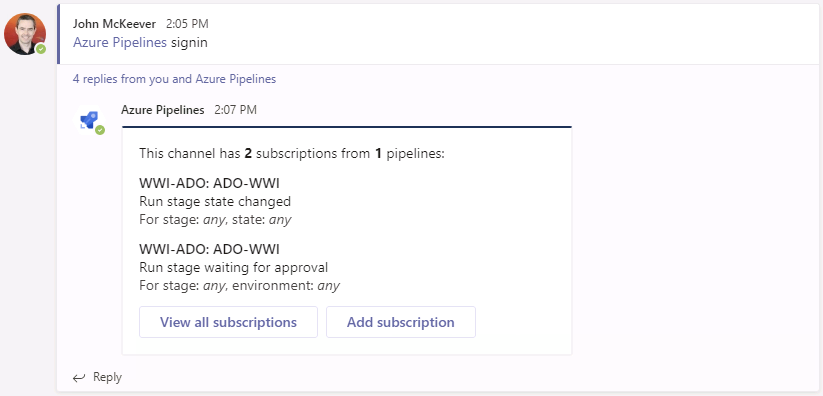 John McKeever 2:05 PM
Azure Pipelines signin
4 replies from you and Azure Pipelines
Azure Pipelines 2:07 PM
This channel has 2 subscriptions from 1 pipelines:
WWI-ADO: ADO-WWI
Run stage state changed
For stage: any, state: any
WWI-ADO: ADO-WWI
Run stage waiting for approval
For stage: any, environment: any
View all subscriptions Add subscription
Reply